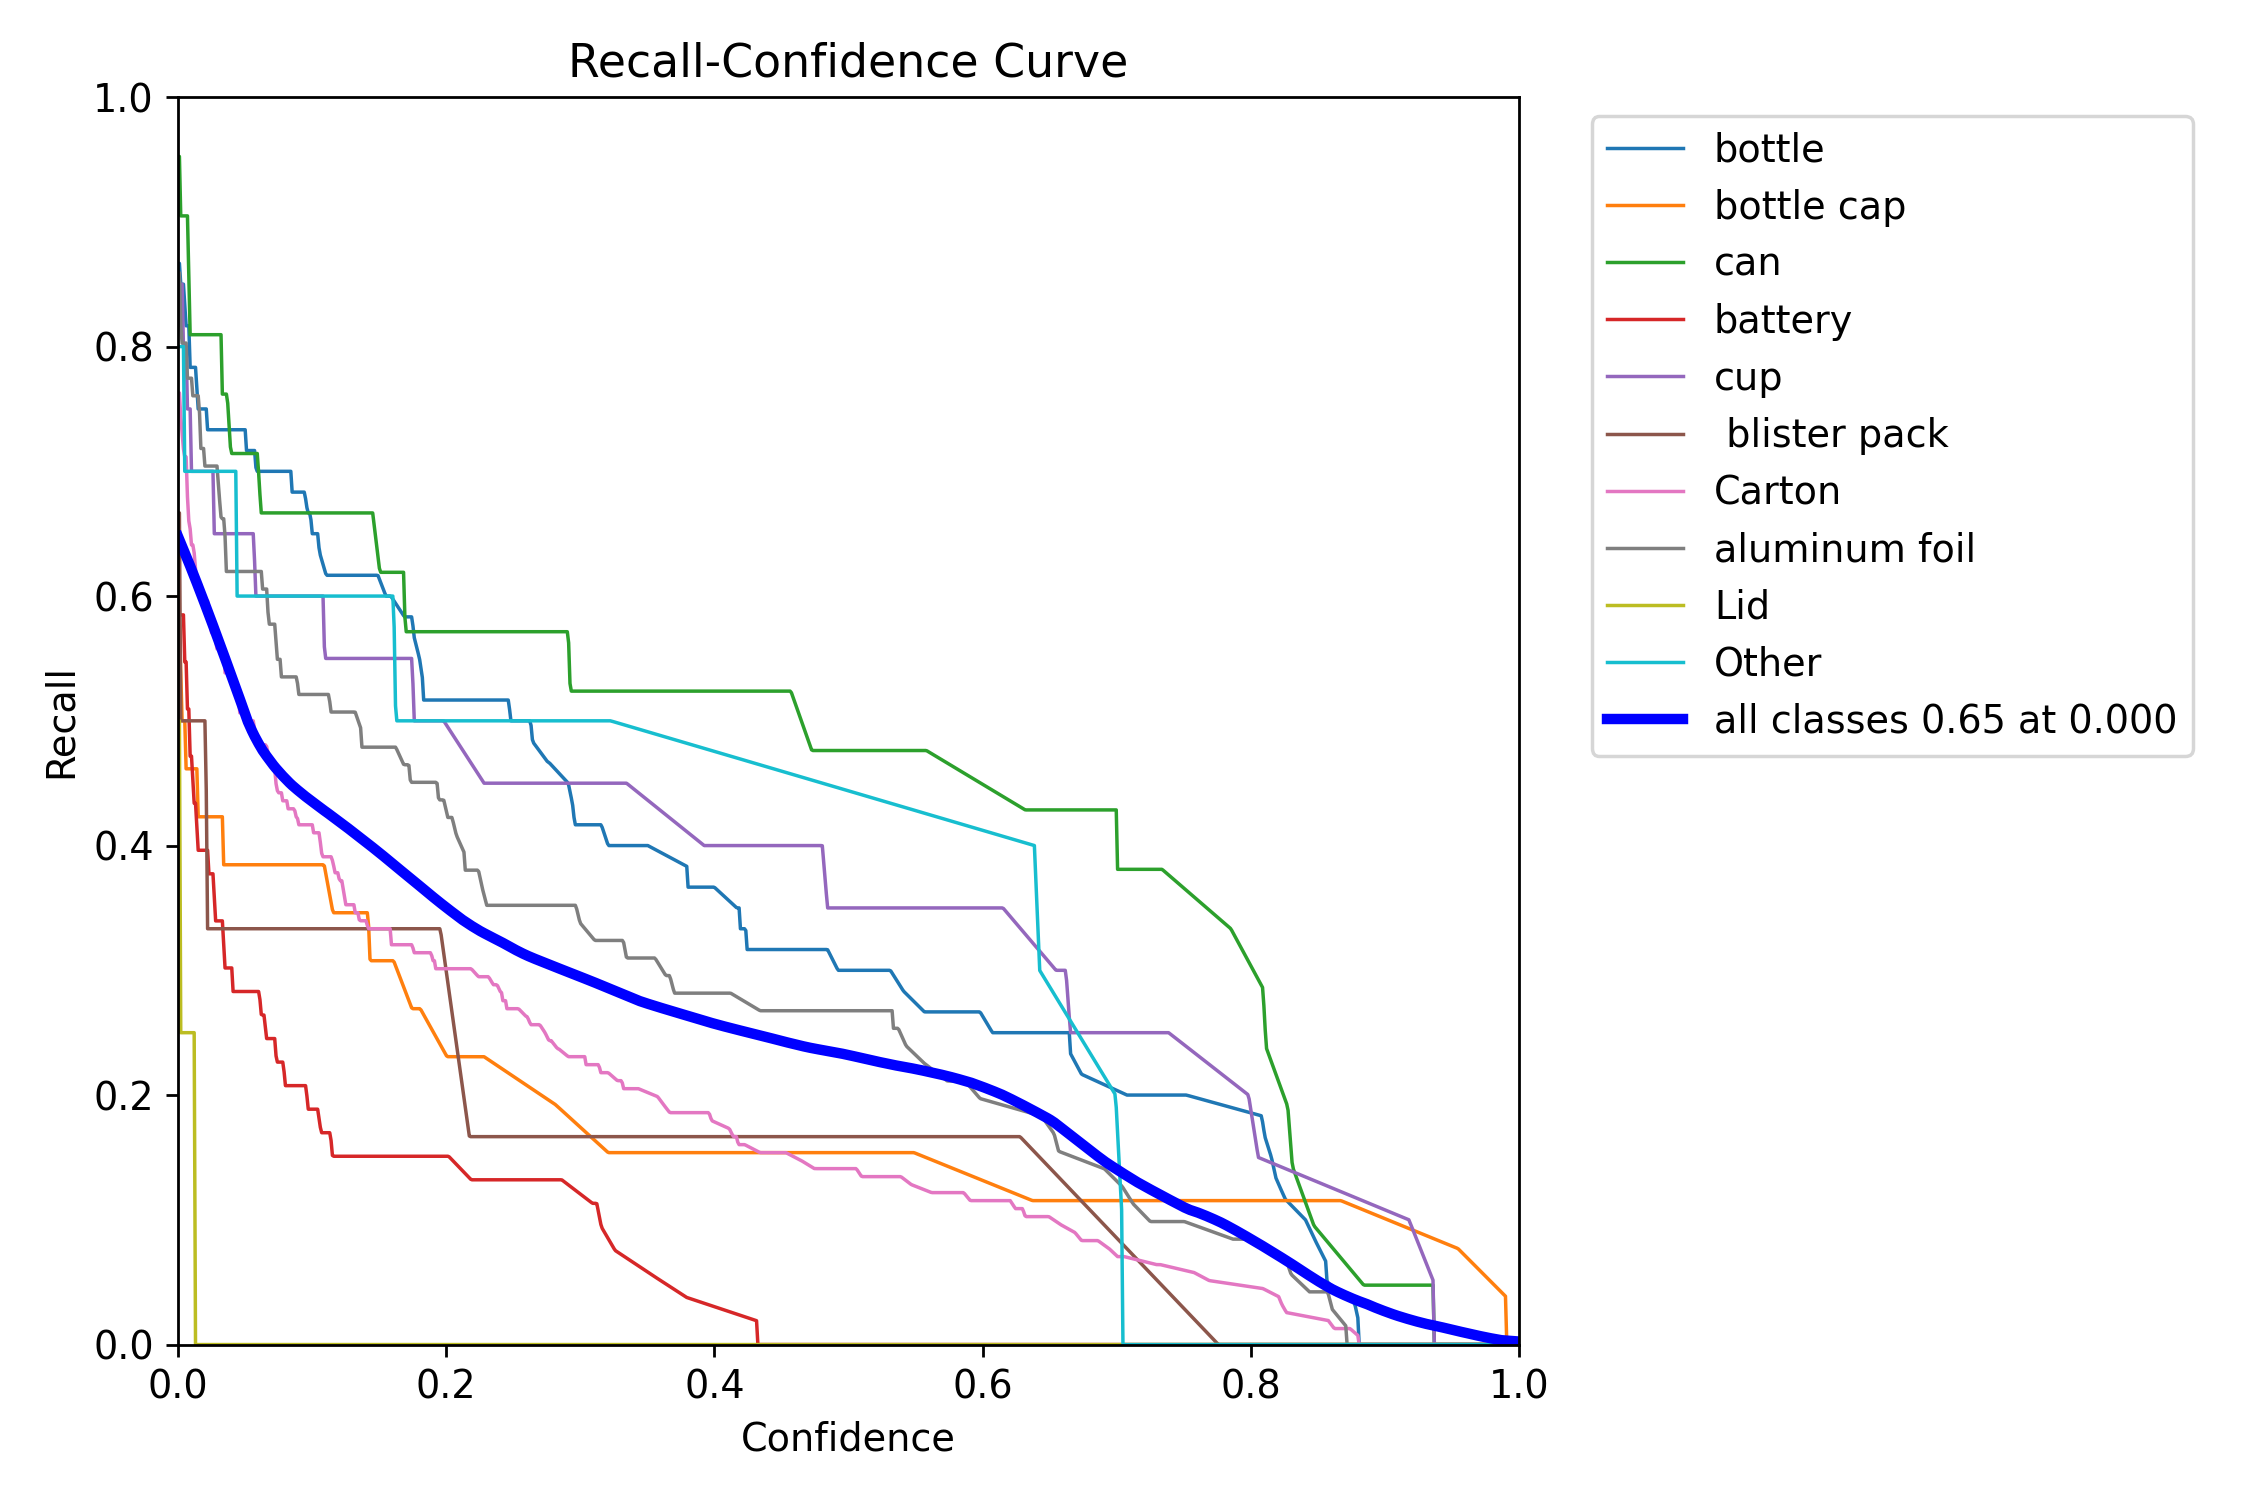 Recall-Confidence Curve
1.0
0.8
0.6
0.4
0.2
0.0
Recall
0.0 0.2 0.4 0.6 0.8 1.0
Confidence
bottle
bottle cap
can
battery
cup
blister pack
Carton
aluminum foil
Lid
Other
all classes 0.65 at 0.000